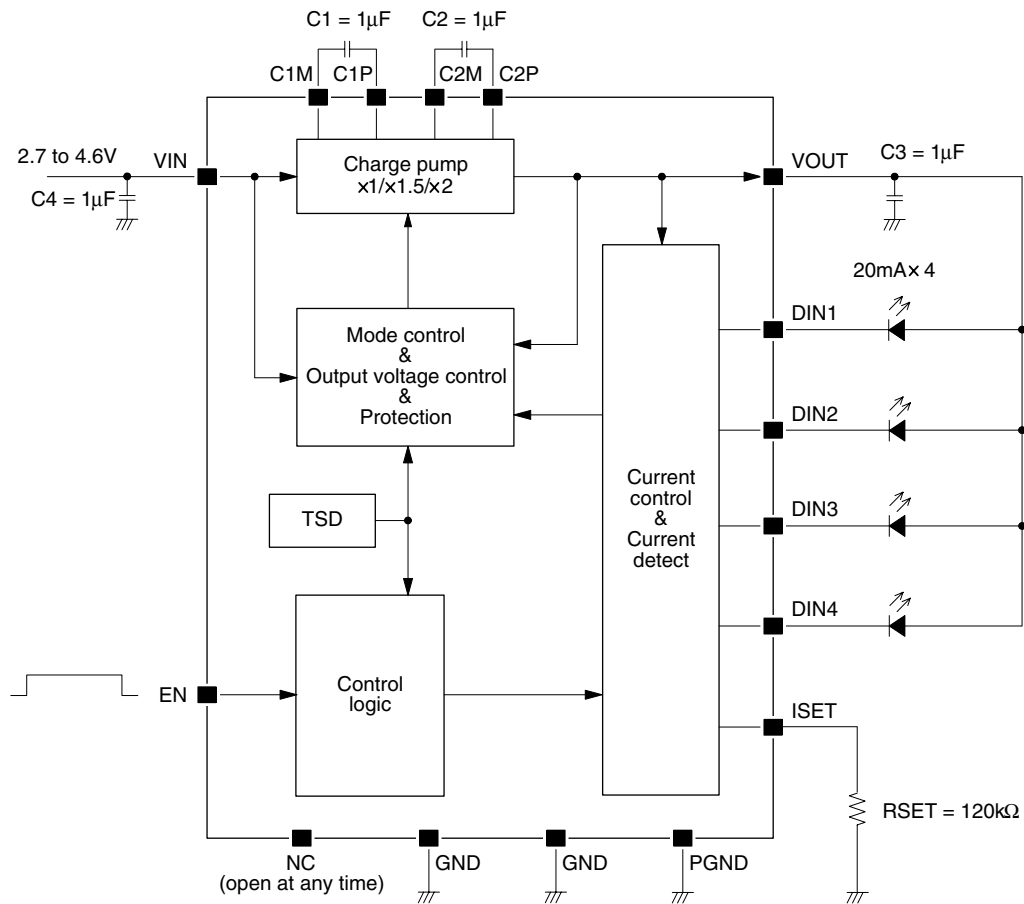 C1 = 1μF
C2 = 1μF
C1M
C1P
C2M
C2P
2.7 to 4.6V
VIN
C4 = 1μF
Charge pump
×1/×1.5/×2
VOUT
C3 = 1μF
20mA× 4
Mode control
&
Output voltage control
&
Protection
DIN1
DIN2
TSD
Current
control
&
Current
detect
DIN3
DIN4
EN
Control
logic
ISET
RSET = 120kΩ
NC
(open at any time)
GND
GND
PGND